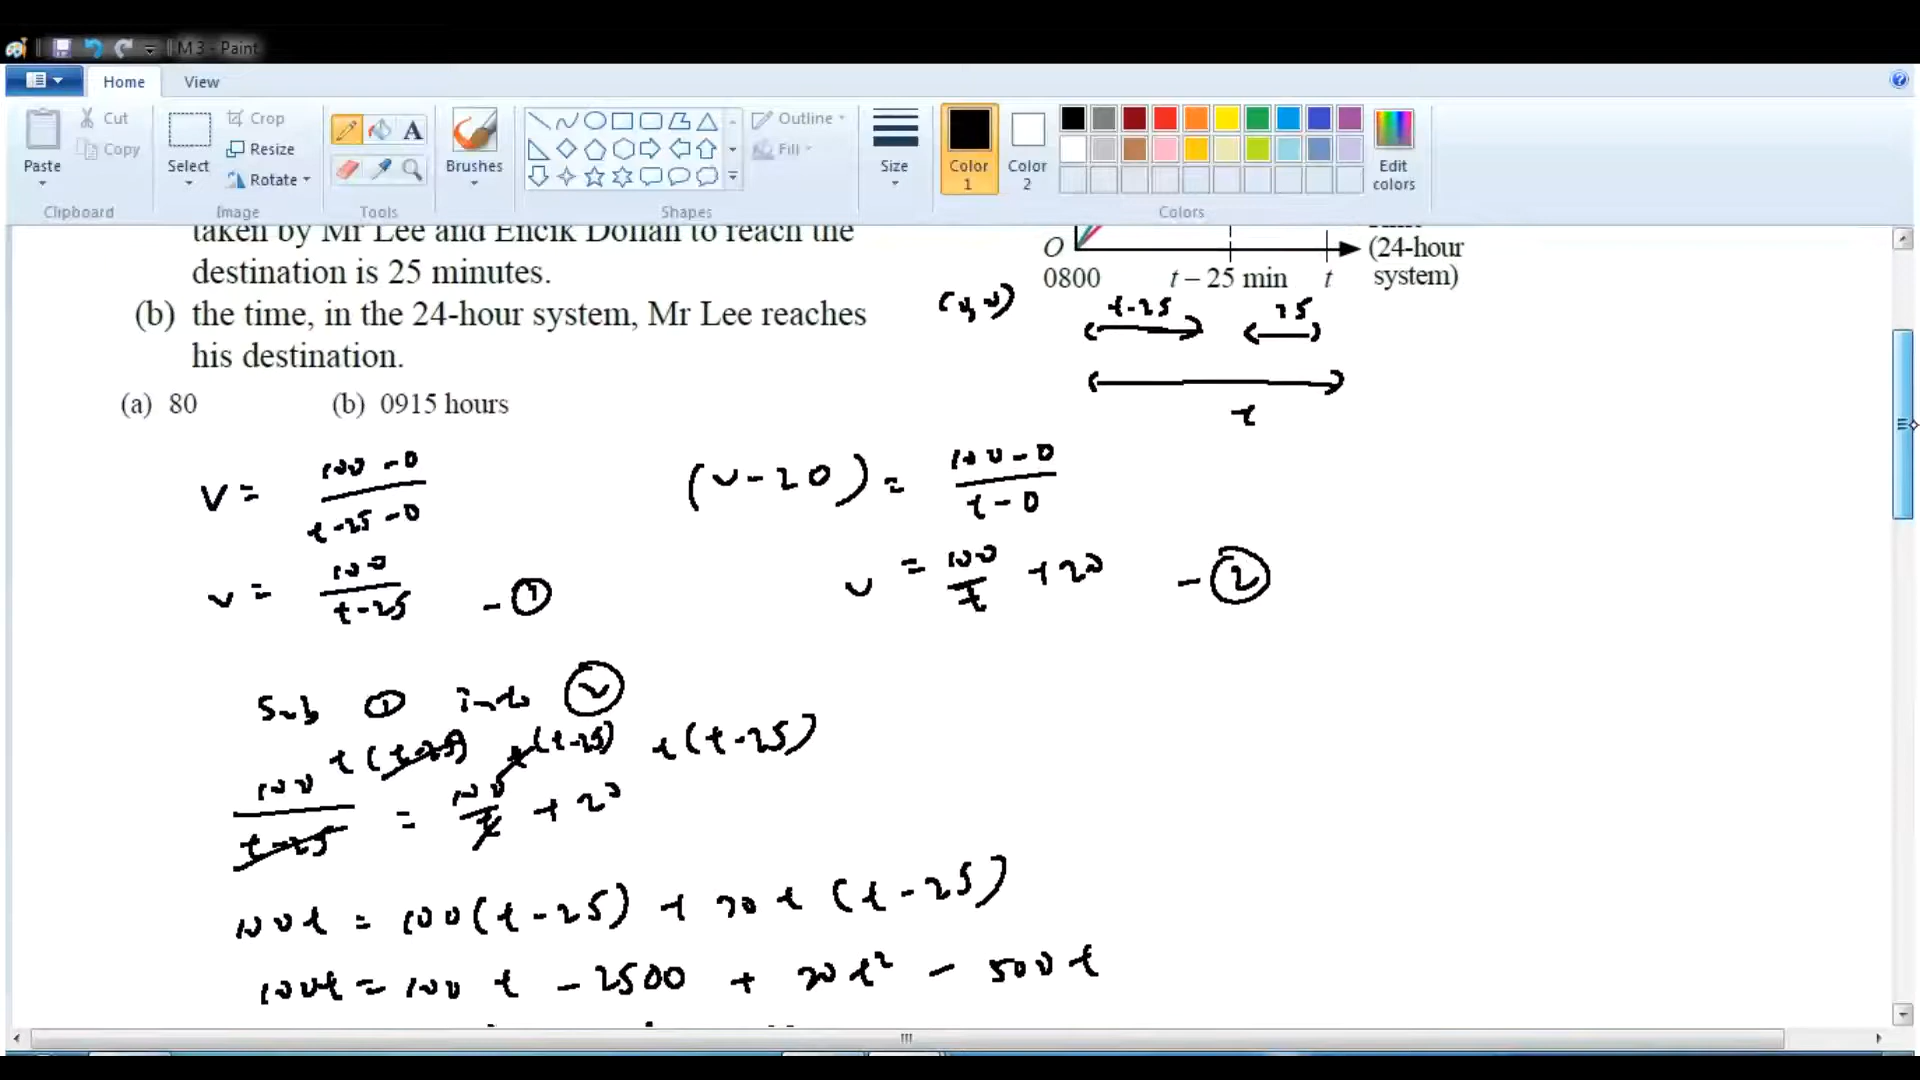 M 3 - Paint
Home View
Paste
Cut
Copy
Clipboard
Select
Crop
Resize
Rotate
Image
A
Tools
Brushes
Outline
Fill
Shapes
Size
Color 1
Color 2
Edit colors
Colors
taken by Mr Lee and Encik Dollah to reach the
destination is 25 minutes.
(b) the time, in the 24-hour system, Mr Lee reaches
his destination.
(a) 80 (b) 0915 hours
O
(24-hour
system)
0800 t – 25 min t
t-25 25
t
v = 100-0/t-25-0
(v-20) = 100-0/t-0
v = 100/t-25 - ①
v = 100/t + 20 - ②
Sub ① into ②
t(t-25) t(t-25) t(t-25)
100/t-25 = 100/t + 20
100t = 100(t-25) + 20t(t-25)
100t = 100t - 2500 + 20t² - 500t